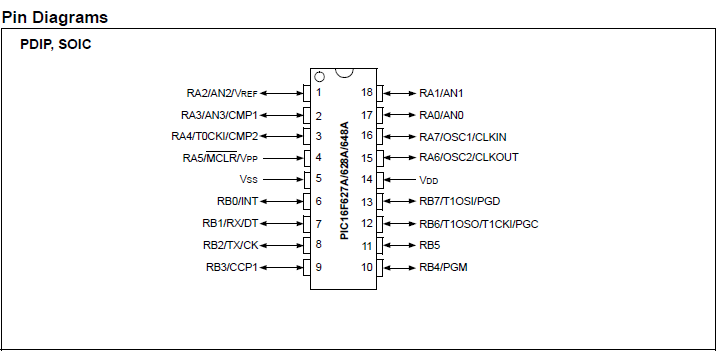 Pin Diagrams
PDIP, SOIC
RA2/AN2/VREF 1 18 RA1/AN1
RA3/AN3/CMP1 2 17 RA0/AN0
RA4/T0CKI/CMP2 3 16 RA7/OSC1/CLKIN
RA5/MCLR/VPP 4 15 RA6/OSC2/CLKOUT
VSS 5 14 VDD
RB0/INT 6 13 RB7/T1OSI/PGD
RB1/RX/DT 7 12 RB6/T1OSO/T1CKI/PGC
RB2/TX/CK 8 11 RB5
RB3/CCP1 9 10 RB4/PGM
PIC16F627A/628A/648A